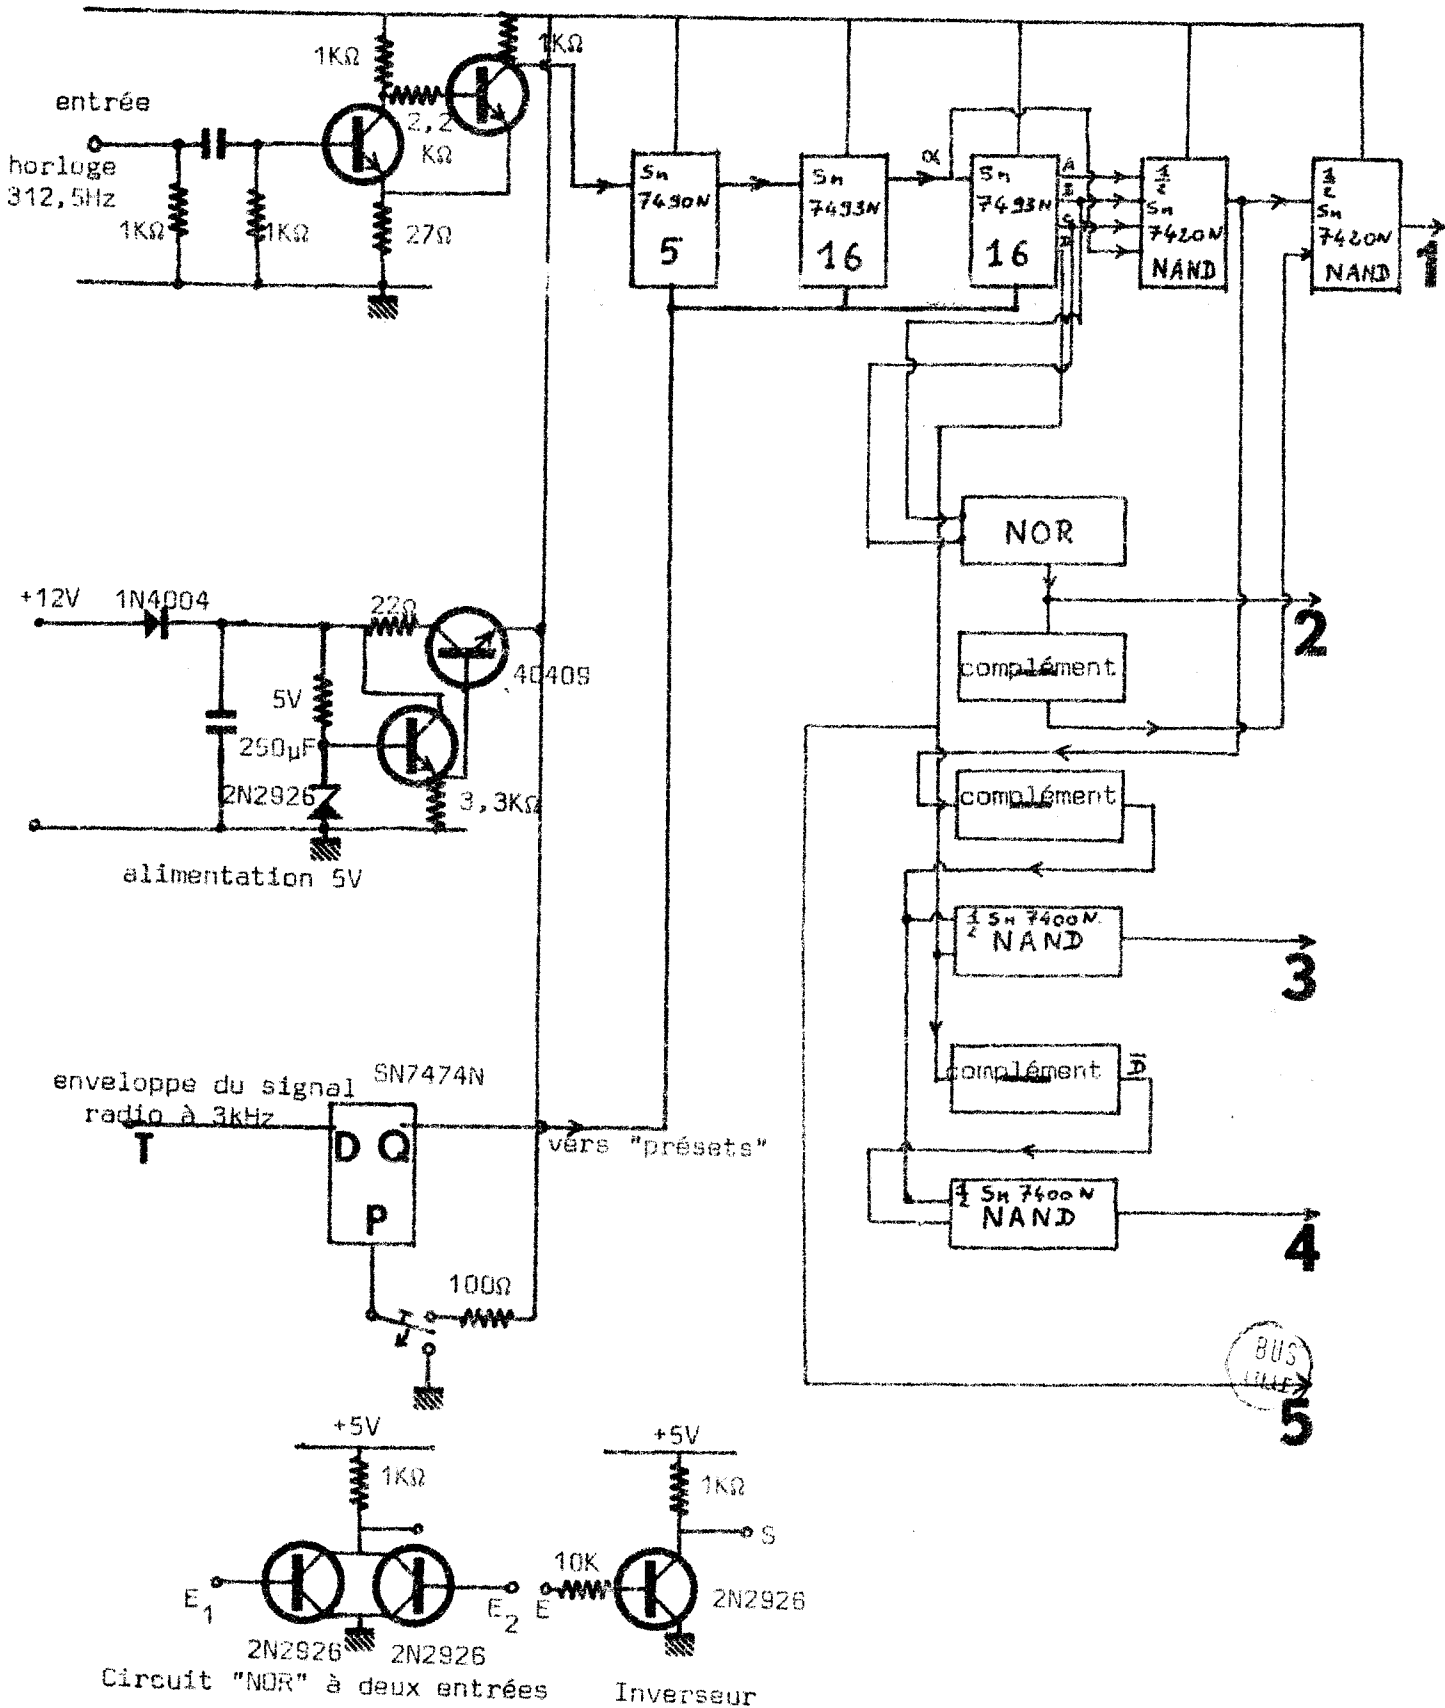 1KΩ
1KΩ
entrée
2,2
KΩ
horloge
312,5Hz
1KΩ
1KΩ
27Ω
Sn
7490N
5
Sn
7493N
16
α
Sn
7493N
16
A
B
C
D
1/2
Sn
7420N
NAND
1/2
Sn
7420N
NAND
1
NOR
2
complément
complément
+12V
1N4004
22Ω
40409
5V
250µF
2N2926
3,3KΩ
alimentation 5V
1/2 Sn 7400N
NAND
3
complément
D̅
1/2 Sn 7400N
NAND
4
enveloppe du signal
radio à 3kHz
SN7474N
T
D Q
P
vers "présets"
100Ω
BUS
LILLE
5
+5V
1KΩ
E1
E2
2N2926
2N2926
Circuit "NOR" à deux entrées
+5V
1KΩ
S
10K
E
2N2926
Inverseur